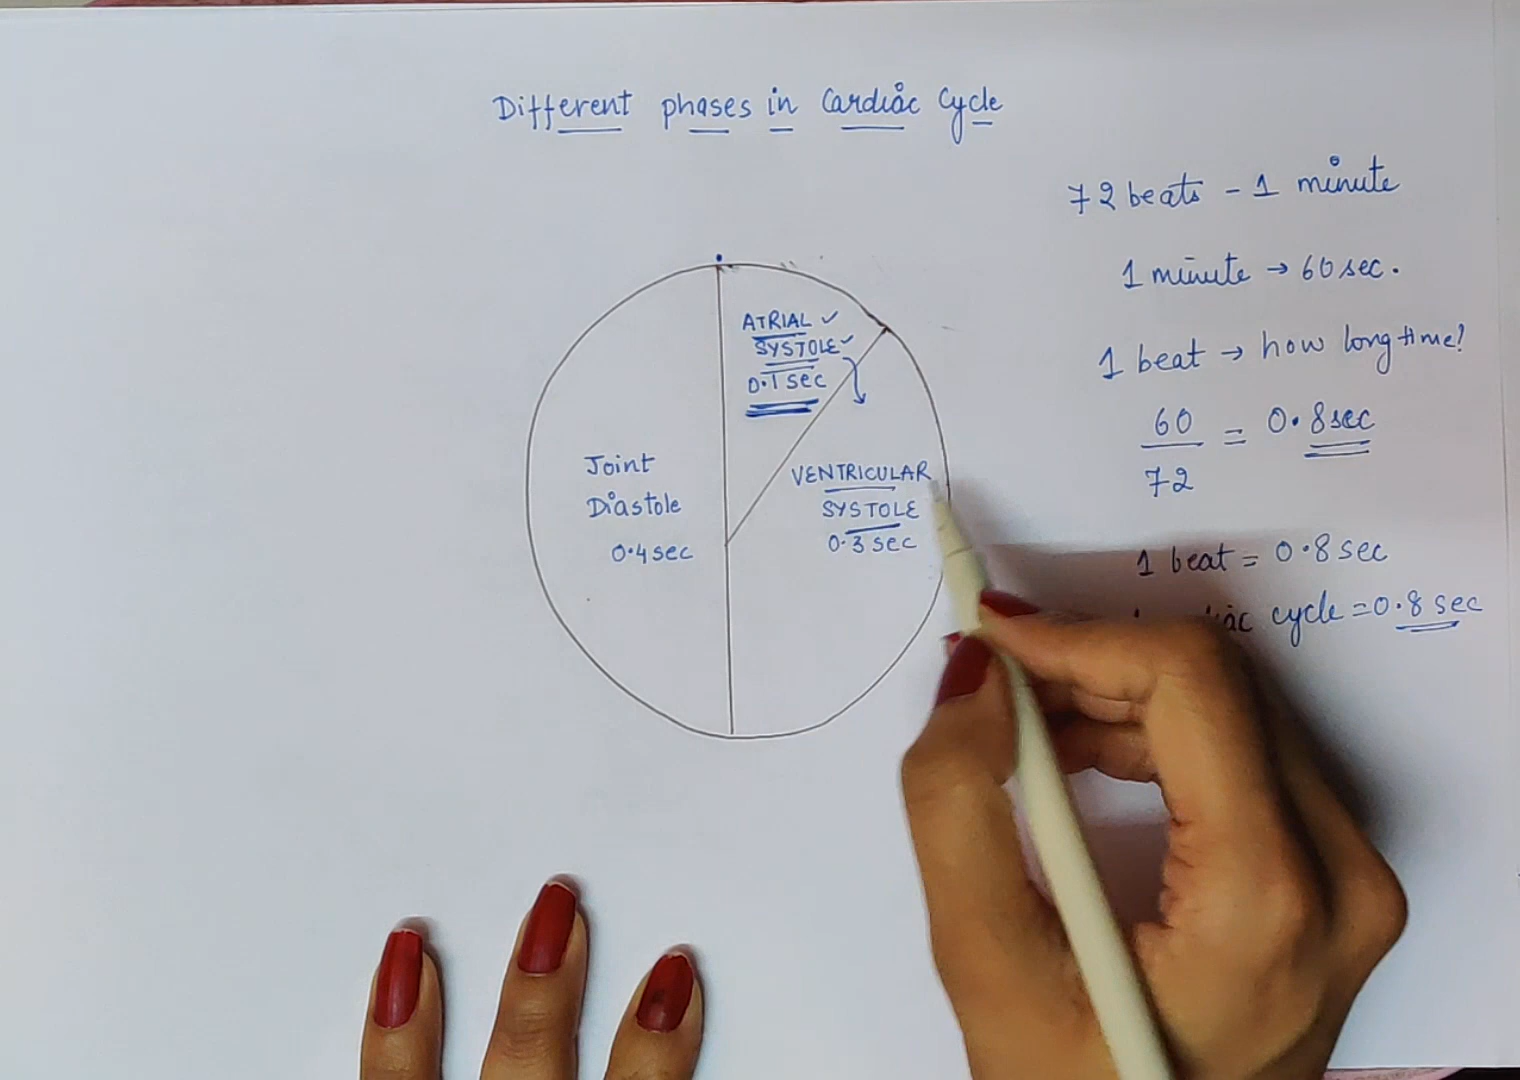 Different phases in Cardiac Cycle
72 beats - 1 minute
1 minute → 60 sec.
1 beat → how long time?
60
72
= 0.8sec
1 beat = 0.8 sec
cycle = 0.8 sec
ATRIAL ✓
SYSTOLE ✓
0.1 sec
VENTRICULAR
SYSTOLE
0.3 sec
Joint
Diastole
0.4 sec